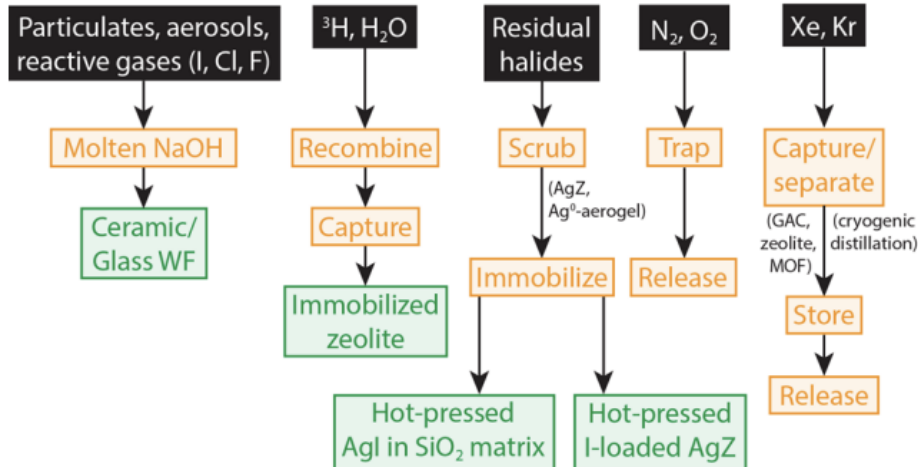 Particulates, aerosols,
reactive gases (I, Cl, F)
Molten NaOH
Ceramic/
Glass WF
³H, H₂O
Recombine
Capture
Immobilized
zeolite
Residual
halides
Scrub
(AgZ,
Ag⁰-aerogel)
Immobilize
Hot-pressed
AgI in SiO₂ matrix
Hot-pressed
I-loaded AgZ
N₂, O₂
Trap
Release
Xe, Kr
Capture/
separate
(GAC,
zeolite,
MOF)
(cryogenic
distillation)
Store
Release